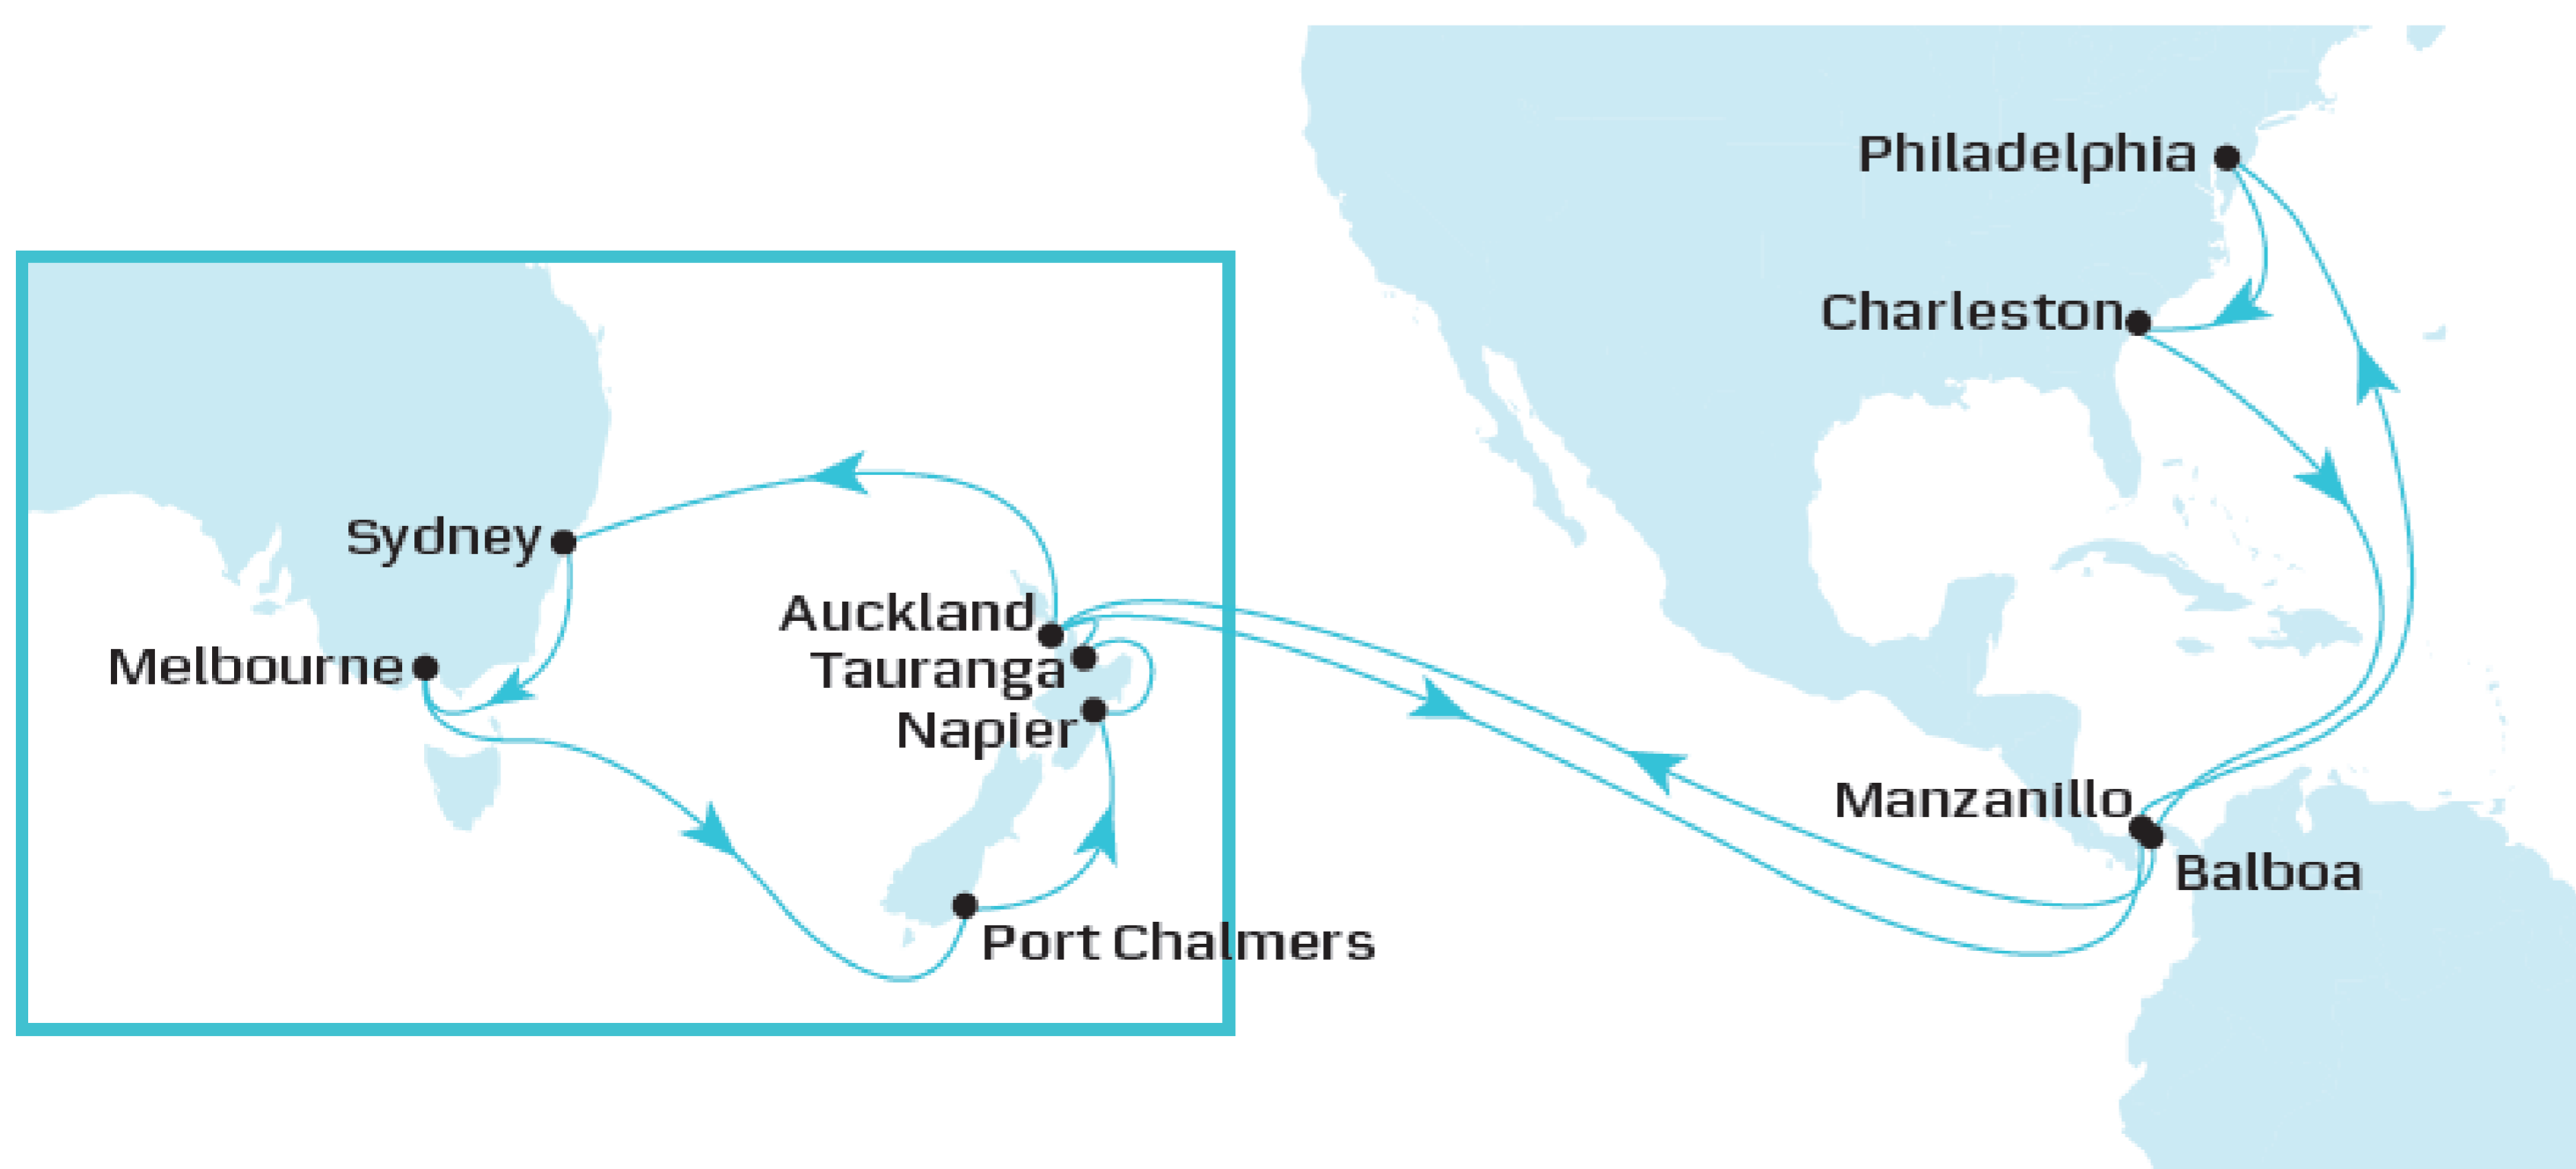 Philadelphia
Charleston
Sydney
Auckland
Melbourne
Tauranga
Napier
Manzanillo
Balboa
Port Chalmers